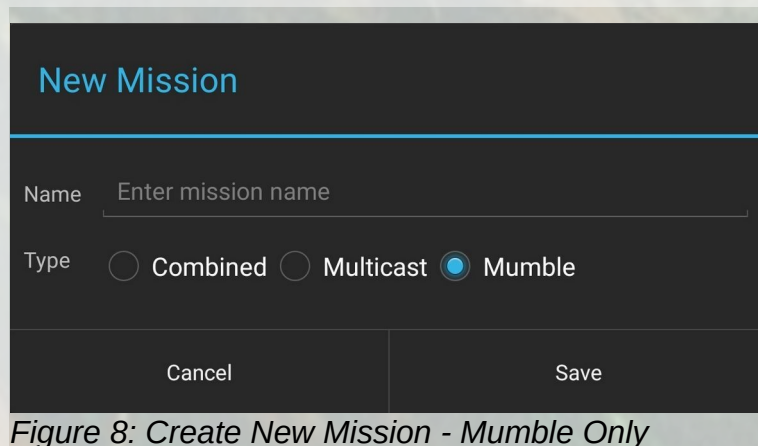 New Mission
Name Enter mission name
Type Combined Multicast Mumble
Cancel Save
Figure 8: Create New Mission - Mumble Only